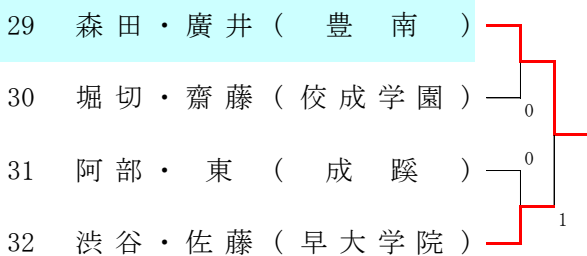 29 森田・廣井(豊南)
30 堀切・齋藤(佼成学園)
0
31 阿部・東(成蹊)
0
32 渋谷・佐藤(早大学院)
1